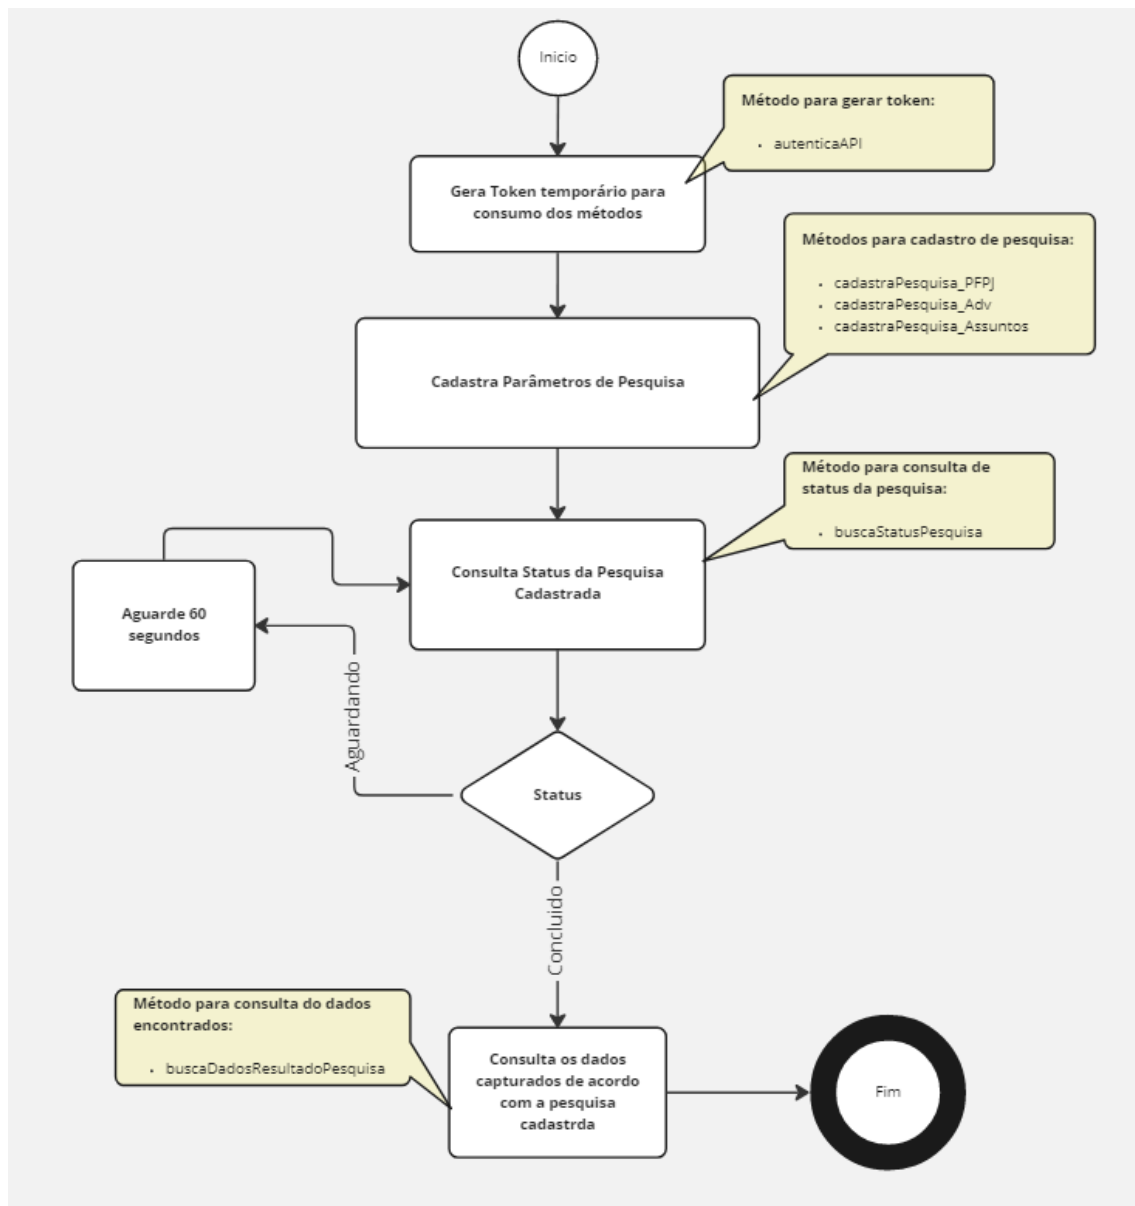 Inicio
Método para gerar token:
• autenticaAPI
Gera Token temporário para
consumo dos métodos
Métodos para cadastro de pesquisa:
• cadastraPesquisa_PFPJ
• cadastraPesquisa_Adv
• cadastraPesquisa_Assuntos
Cadastra Parâmetros de Pesquisa
Método para consulta de
status da pesquisa:
• buscaStatusPesquisa
Consulta Status da Pesquisa
Cadastrada
Aguarde 60
segundos
Aguardando
Status
Concluido
Método para consulta do dados
encontrados:
• buscaDadosResultadoPesquisa
Consulta os dados
capturados de acordo
com a pesquisa
cadastrda
Fim